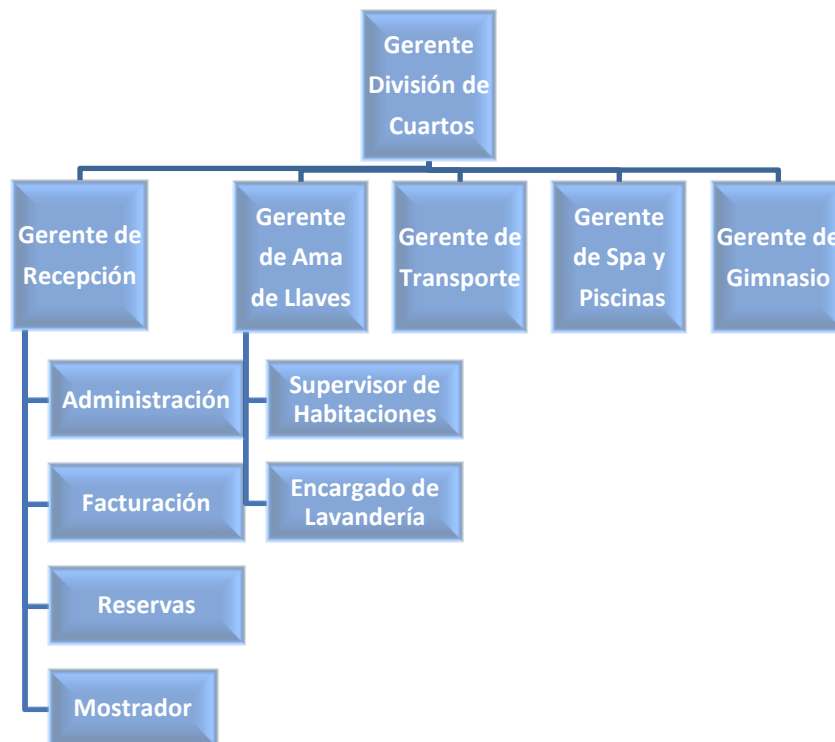 Gerente
División de
Cuartos
Gerente de
Recepción
Gerente
de Ama
de Llaves
Gerente de
Transporte
Gerente
de Spa y
Piscinas
Gerente de
Gimnasio
Administración
Facturación
Reservas
Mostrador
Supervisor de
Habitaciones
Encargado de
Lavandería